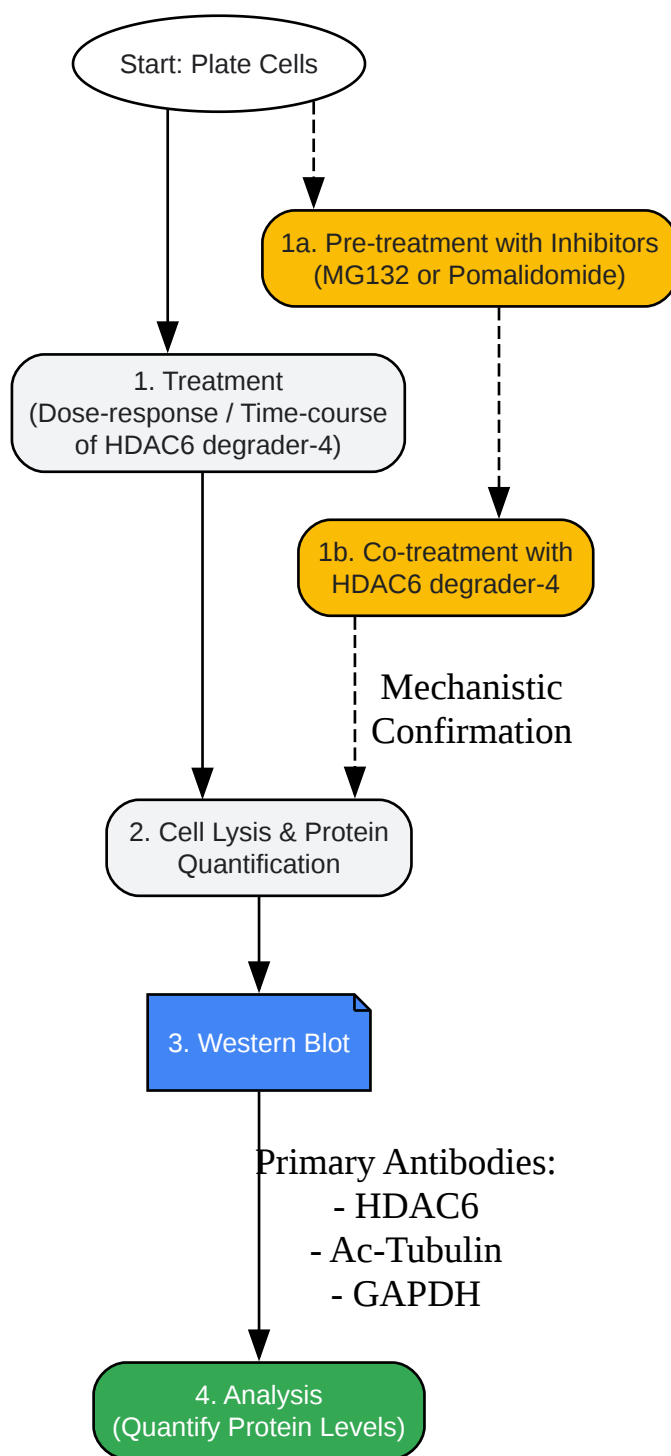 Start: Plate Cells
1a. Pre-treatment with Inhibitors
(MG132 or Pomalidomide)
1. Treatment
(Dose-response / Time-course
of HDAC6 degrader-4)
1b. Co-treatment with
HDAC6 degrader-4
Mechanistic
Confirmation
2. Cell Lysis & Protein
Quantification
3. Western Blot
Primary Antibodies:
- HDAC6
- Ac-Tubulin
- GAPDH
4. Analysis
(Quantify Protein Levels)